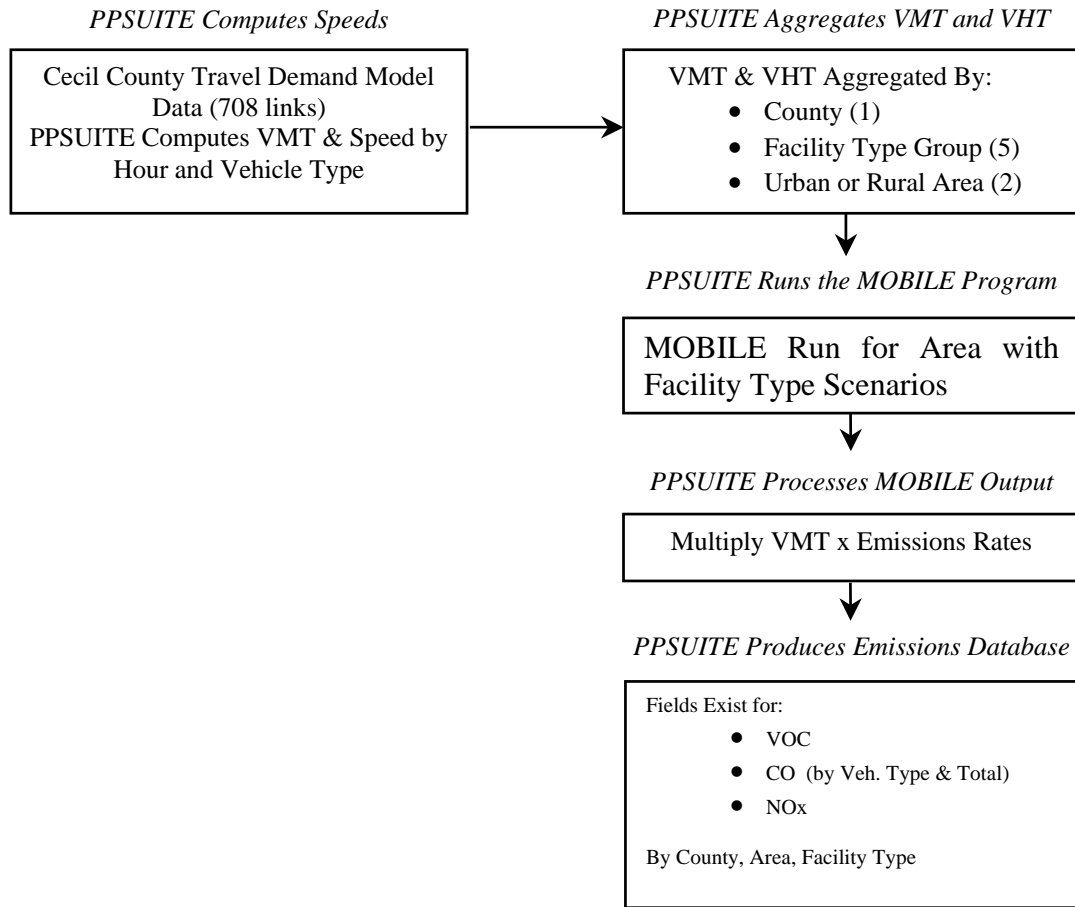 PPSUITE Computes Speeds
Cecil County Travel Demand Model
Data (708 links)
PPSUITE Computes VMT & Speed by
Hour and Vehicle Type
PPSUITE Aggregates VMT and VHT
VMT & VHT Aggregated By:
• County (1)
• Facility Type Group (5)
• Urban or Rural Area (2)
PPSUITE Runs the MOBILE Program
MOBILE Run for Area with
Facility Type Scenarios
PPSUITE Processes MOBILE Output
Multiply VMT x Emissions Rates
PPSUITE Produces Emissions Database
Fields Exist for:
• VOC
• CO (by Veh. Type & Total)
• NOx
By County, Area, Facility Type